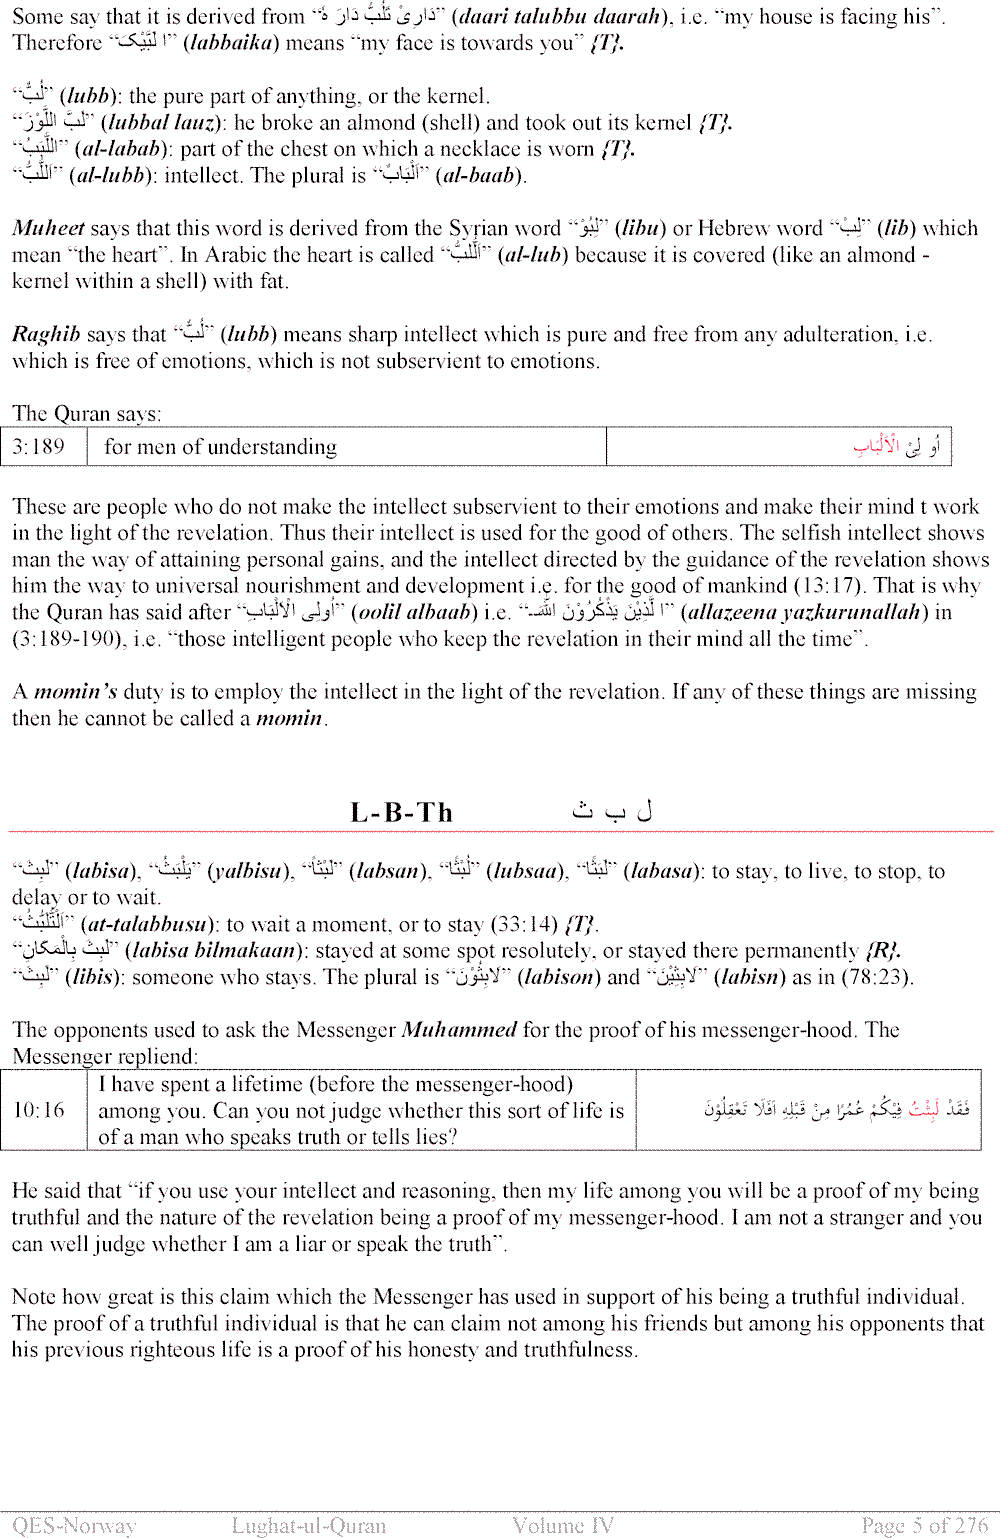 Some say that it is derived from “دَارِیْ تَلُبُّ دَارَ ہٗ” (daari talubbu daarah), i.e. “my house is facing his”.
Therefore “ا لَبَّیْکَ” (labbaika) means “my face is towards you” {T}.
“لُبٌّ” (lubb): the pure part of anything, or the kernel.
“لَبَّ اللَّوْزَ” (lubbal lauz): he broke an almond (shell) and took out its kernel {T}.
“اللَّبَبُ” (al-labab): part of the chest on which a necklace is worn {T}.
“اَللُّبُّ” (al-lubb): intellect. The plural is “اَلْبَابٌ” (al-baab).
Muheet says that this word is derived from the Syrian word “لِبُوْ” (libu) or Hebrew word “لِبْ” (lib) which
mean “the heart”. In Arabic the heart is called “اَللُّبُّ” (al-lub) because it is covered (like an almond -
kernel within a shell) with fat.
Raghib says that “لُبٌّ” (lubb) means sharp intellect which is pure and free from any adulteration, i.e.
which is free of emotions, which is not subservient to emotions.
The Quran says:
3:189 for men of understanding اُو لِیْ الْاَلْبَابِ
These are people who do not make the intellect subservient to their emotions and make their mind t work
in the light of the revelation. Thus their intellect is used for the good of others. The selfish intellect shows
man the way of attaining personal gains, and the intellect directed by the guidance of the revelation shows
him the way to universal nourishment and development i.e. for the good of mankind (13:17). That is why
the Quran has said after “اُولِی الْاَلْبَابِ” (oolil albaab) i.e. “ا لَّذِیْنَ یَذْکُرُوْنَ اللّٰہَ” (allazeena yazkurunallah) in
(3:189-190), i.e. “those intelligent people who keep the revelation in their mind all the time”.
A momin’s duty is to employ the intellect in the light of the revelation. If any of these things are missing
then he cannot be called a momin.
L-B-Th ل ب ث
“لَبِثَ” (labisa), “یَلْبَثُ” (yalbisu), “لَبْثاً” (labsan), “لُبْثًا” (lubsaa), “لَبَثًا” (labasa): to stay, to live, to stop, to
delay or to wait.
“اَلتَّلَبُّثُ” (at-talabbusu): to wait a moment, or to stay (33:14) {T}.
“لَبِثَ بِالْمَکَانِ” (labisa bilmakaan): stayed at some spot resolutely, or stayed there permanently {R}.
“لَبِثٌ” (libis): someone who stays. The plural is “لَابِثُوْنَ” (labison) and “لَابِثِیْنَ” (labisn) as in (78:23).
The opponents used to ask the Messenger Muhammed for the proof of his messenger-hood. The
Messenger repliend:
I have spent a lifetime (before the messenger-hood)
10:16 among you. Can you not judge whether this sort of life is فَقَدْ لَبِثْتُ فِیْکُمْ عُمُرًا مِنْ قَبْلِہِ اَفَلَا تَعْقِلُوْنَ
of a man who speaks truth or tells lies?
He said that “if you use your intellect and reasoning, then my life among you will be a proof of my being
truthful and the nature of the revelation being a proof of my messenger-hood. I am not a stranger and you
can well judge whether I am a liar or speak the truth”.
Note how great is this claim which the Messenger has used in support of his being a truthful individual.
The proof of a truthful individual is that he can claim not among his friends but among his opponents that
his previous righteous life is a proof of his honesty and truthfulness.
QES-Norway Lughat-ul-Quran Volume IV Page 5 of 276